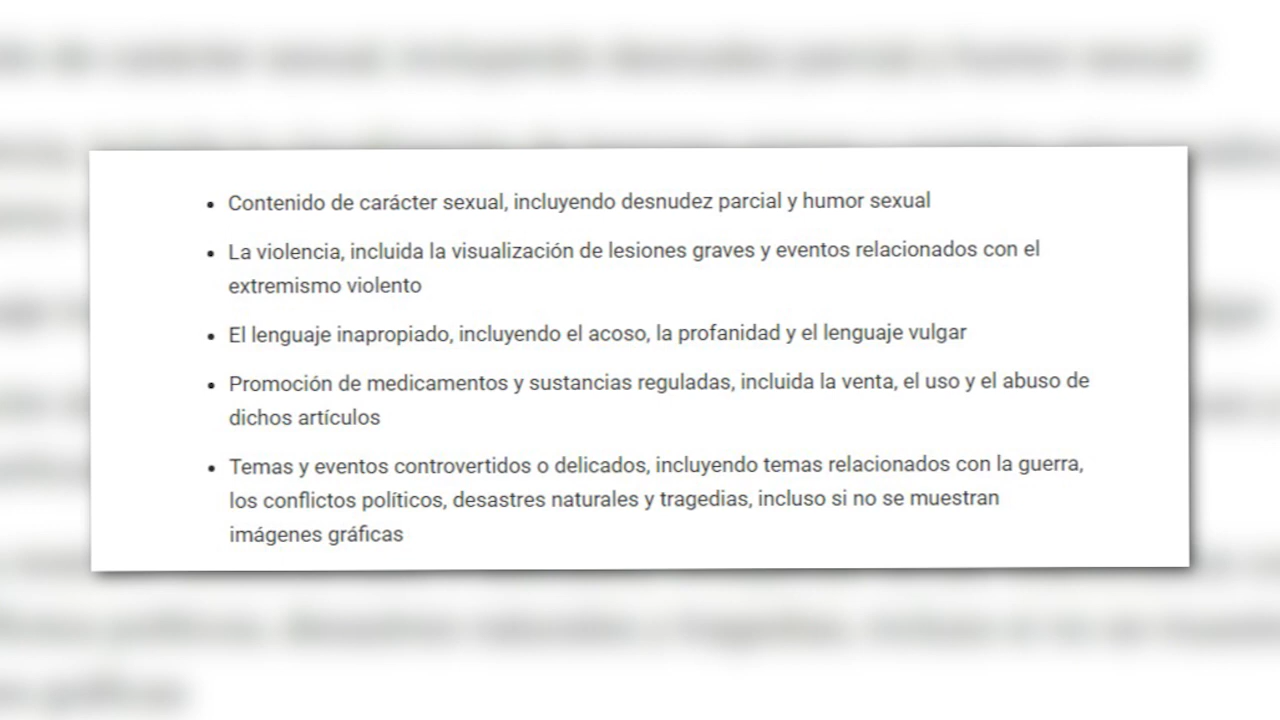 • Contenido de carácter sexual, incluyendo desnudez parcial y humor sexual
• La violencia, incluida la visualización de lesiones graves y eventos relacionados con el
extremismo violento
• El lenguaje inapropiado, incluyendo el acoso, la profanidad y el lenguaje vulgar
• Promoción de medicamentos y sustancias reguladas, incluida la venta, el uso y el abuso de
dichos artículos
• Temas y eventos controvertidos o delicados, incluyendo temas relacionados con la guerra,
los conflictos políticos, desastres naturales y tragedias, incluso si no se muestran
imágenes gráficas